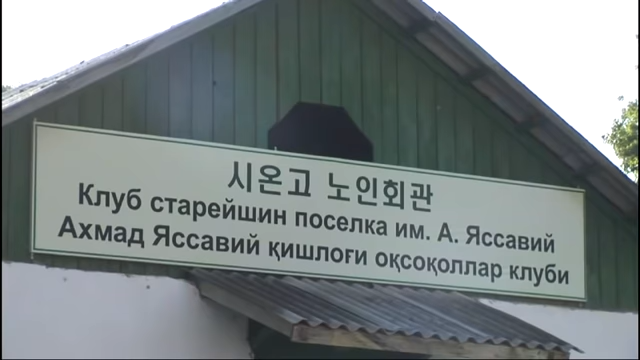 시온고 노인회관
Клуб старейшин поселка им. А. Яссавий
Ахмад Яссавий қишлоғи оқсоқоллар клуби